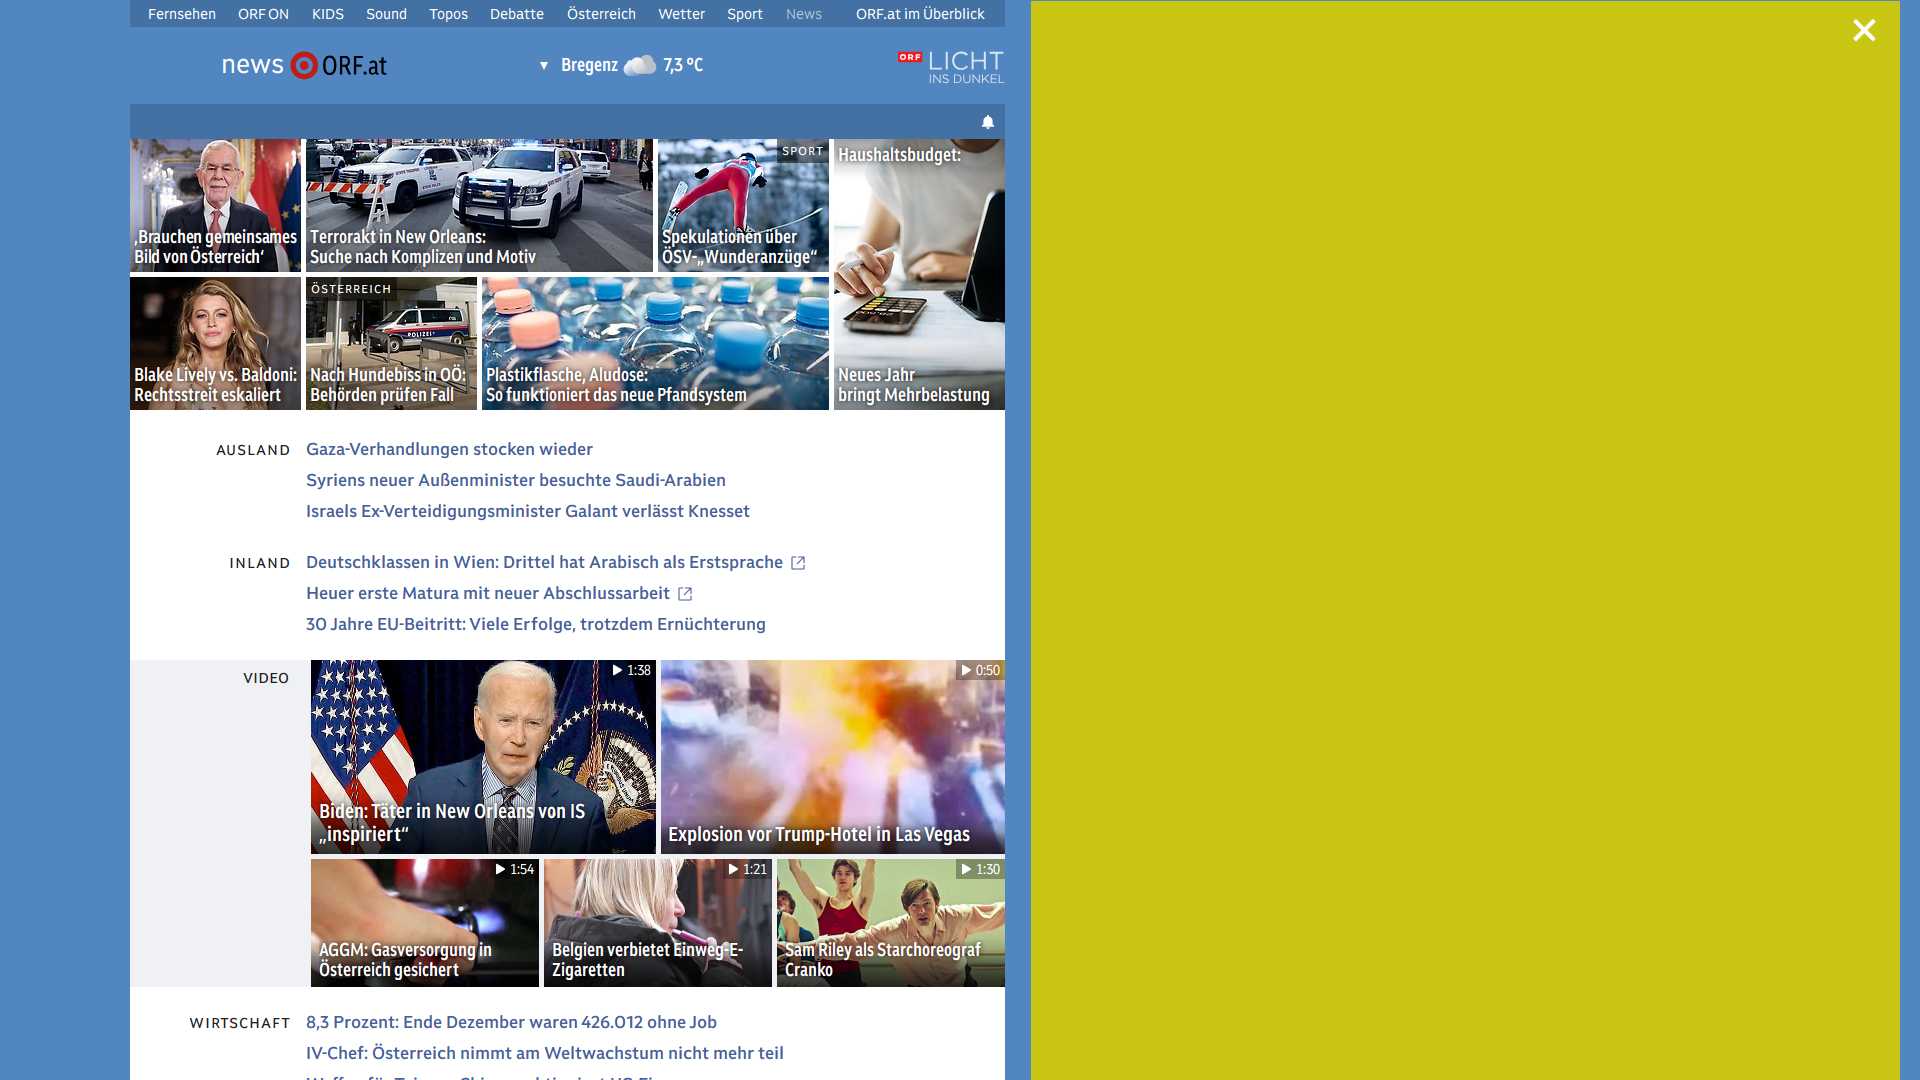 Fernsehen ORF ON KIDS Sound Topos Debatte Österreich Wetter Sport News ORF.at im Überblick
news ORF.at
Bregenz 7,3 °C
ORF LICHT
INS DUNKEL
‚Brauchen gemeinsames
Bild von Österreich‘
Terrorakt in New Orleans:
Suche nach Komplizen und Motiv
SPORT
Spekulationen über
ÖSV-„Wunderanzüge“
Haushaltsbudget:
Neues Jahr
bringt Mehrbelastung
Blake Lively vs. Baldoni:
Rechtsstreit eskaliert
ÖSTERREICH
POLIZEI
Nach Hundebiss in OÖ:
Behörden prüfen Fall
Plastikflasche, Aludose:
So funktioniert das neue Pfandsystem
AUSLAND
Gaza-Verhandlungen stocken wieder
Syriens neuer Außenminister besuchte Saudi-Arabien
Israels Ex-Verteidigungsminister Galant verlässt Knesset
INLAND
Deutschklassen in Wien: Drittel hat Arabisch als Erstsprache
Heuer erste Matura mit neuer Abschlussarbeit
30 Jahre EU-Beitritt: Viele Erfolge, trotzdem Ernüchterung
VIDEO
1:38
Biden: Täter in New Orleans von IS
„inspiriert“
0:50
Explosion vor Trump-Hotel in Las Vegas
1:54
AGGM: Gasversorgung in
Österreich gesichert
1:21
Belgien verbietet Einweg-E-
Zigaretten
1:30
Sam Riley als Starchoreograf
Cranko
WIRTSCHAFT
8,3 Prozent: Ende Dezember waren 426.012 ohne Job
IV-Chef: Österreich nimmt am Weltwachstum nicht mehr teil